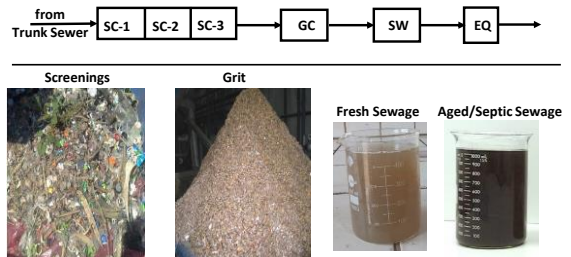 from
Trunk Sewer
SC-1 SC-2 SC-3 GC SW EQ
Screenings Grit
Fresh Sewage Aged/Septic Sewage